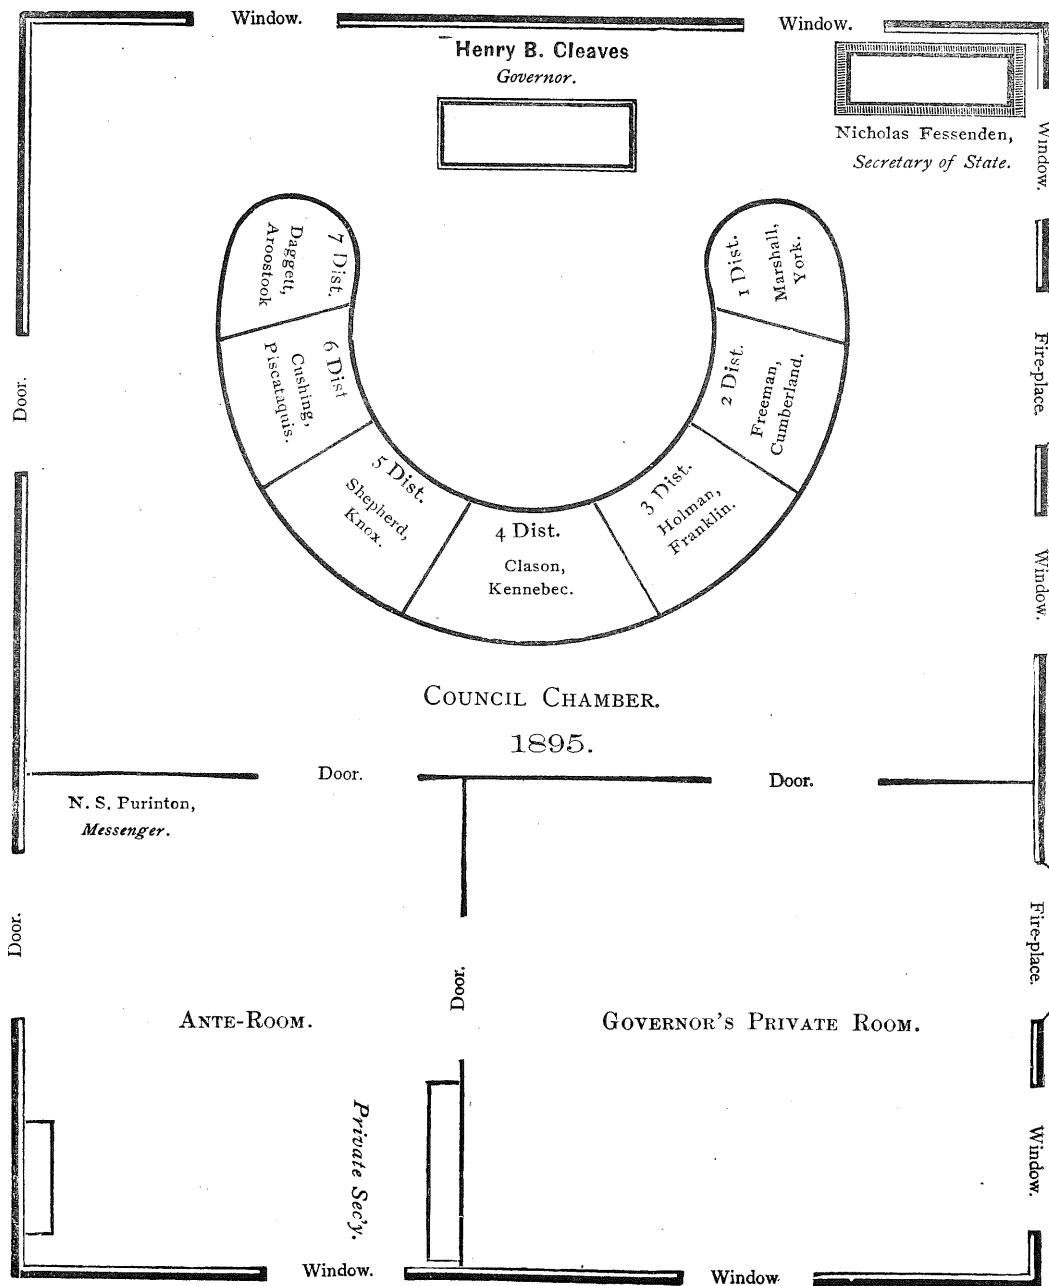 Window.
Window.
Henry B. Cleaves
Governor.
Nicholas Fessenden,
Secretary of State.
Window.
7 Dist.
Daggett,
Aroostook
1 Dist.
Marshall,
York.
6 Dist
Cushing,
Piscataquis.
2 Dist.
Freeman,
Cumberland.
Fire-place.
Door.
5 Dist.
Shepherd,
Knox.
4 Dist.
Clason,
Kennebec.
3 Dist.
Holman,
Franklin.
Window.
COUNCIL CHAMBER.
1895.
Door.
Door.
N. S. Purinton,
Messenger.
Door.
Door.
Fire-place.
ANTE-ROOM.
GOVERNOR'S PRIVATE ROOM.
Private Sec'y.
Window.
Window.
Window